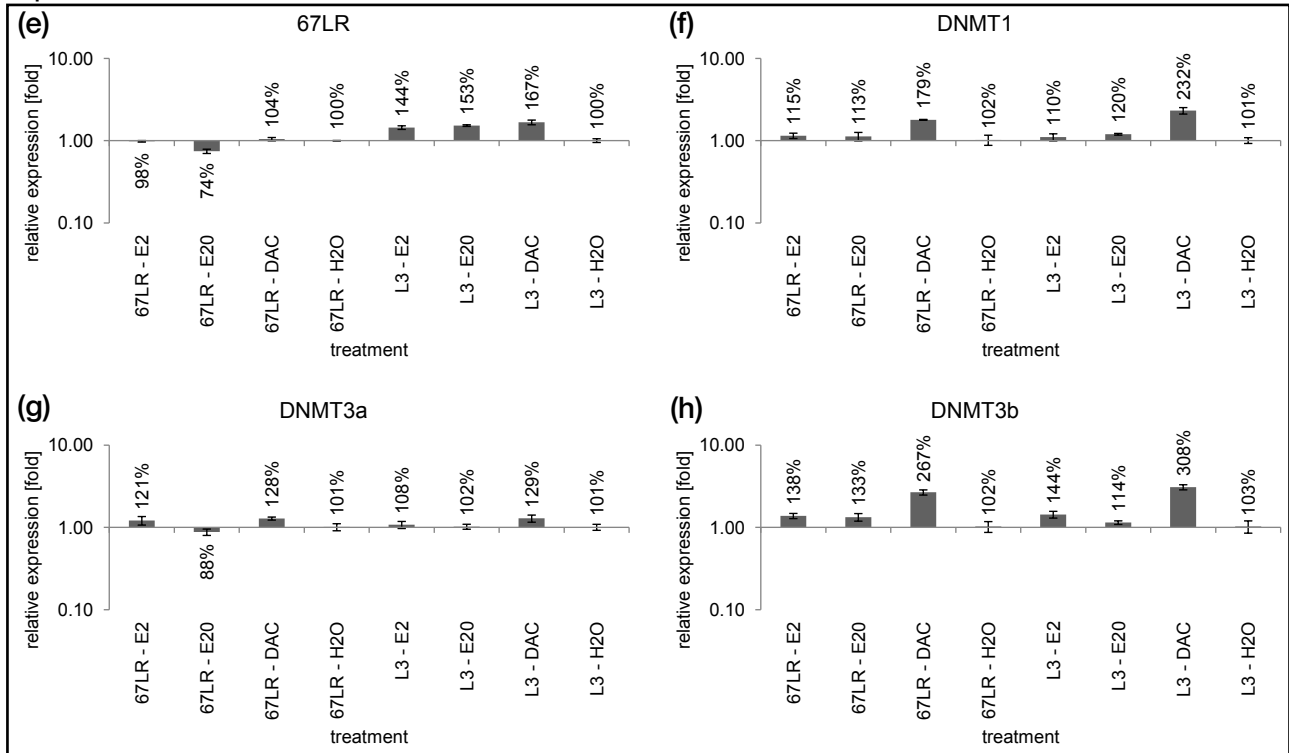 (e)
67LR
relative expression [fold]
10.00
1.00
0.10
98%
74%
104%
100%
144%
153%
167%
100%
67LR - E2
67LR - E20
67LR - DAC
67LR - H2O
L3 - E2
L3 - E20
L3 - DAC
L3 - H2O
treatment
(f)
DNMT1
relative expression [fold]
10.00
1.00
0.10
115%
113%
179%
102%
110%
120%
232%
101%
67LR - E2
67LR - E20
67LR - DAC
67LR - H2O
L3 - E2
L3 - E20
L3 - DAC
L3 - H2O
treatment
(g)
DNMT3a
relative expression [fold]
10.00
1.00
0.10
121%
88%
128%
101%
108%
102%
129%
101%
67LR - E2
67LR - E20
67LR - DAC
67LR - H2O
L3 - E2
L3 - E20
L3 - DAC
L3 - H2O
treatment
(h)
DNMT3b
relative expression [fold]
10.00
1.00
0.10
138%
133%
267%
102%
144%
114%
308%
103%
67LR - E2
67LR - E20
67LR - DAC
67LR - H2O
L3 - E2
L3 - E20
L3 - DAC
L3 - H2O
treatment